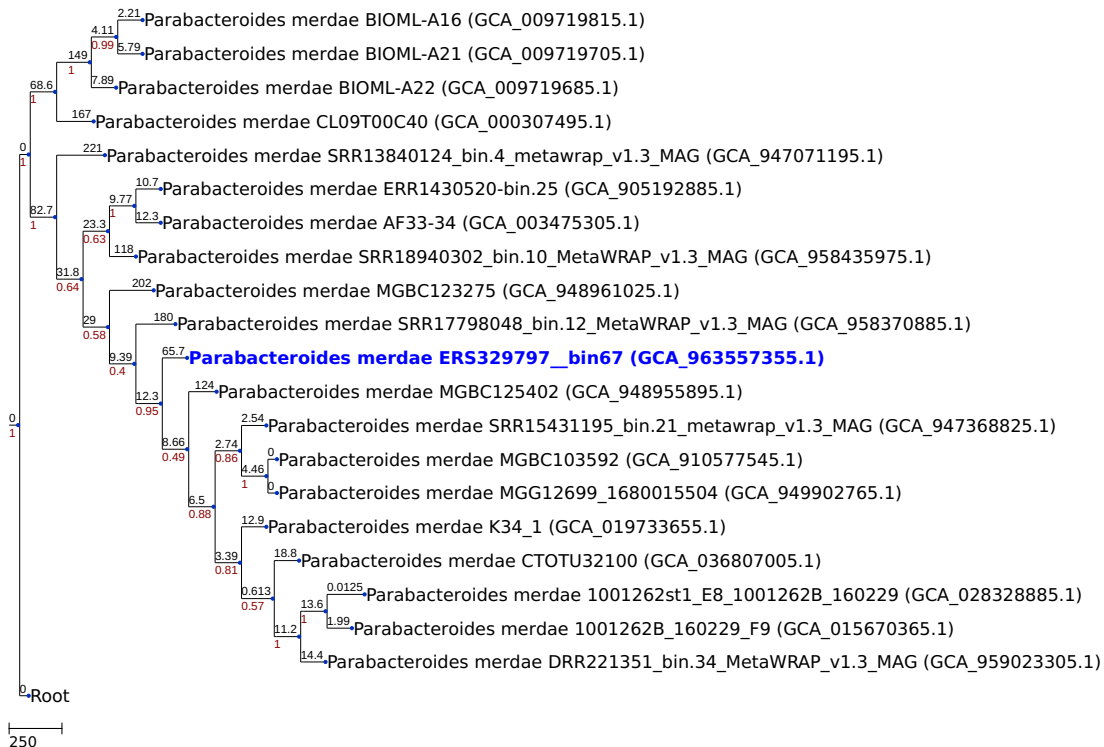 2.21 Parabacteroides merdae BIOML-A16 (GCA_009719815.1)
4.11
0.99 5.79 Parabacteroides merdae BIOML-A21 (GCA_009719705.1)
149
1
7.89 Parabacteroides merdae BIOML-A22 (GCA_009719685.1)
68.6
1
167 Parabacteroides merdae CL09T00C40 (GCA_000307495.1)
0
1
221 Parabacteroides merdae SRR13840124_bin.4_metawrap_v1.3_MAG (GCA_947071195.1)
10.7 Parabacteroides merdae ERR1430520-bin.25 (GCA_905192885.1)
9.77
1
82.7
1
12.3 Parabacteroides merdae AF33-34 (GCA_003475305.1)
23.3
0.63
118 Parabacteroides merdae SRR18940302_bin.10_MetaWRAP_v1.3_MAG (GCA_958435975.1)
31.8
0.64
202 Parabacteroides merdae MGBC123275 (GCA_948961025.1)
29
0.58
180 Parabacteroides merdae SRR17798048_bin.12_MetaWRAP_v1.3_MAG (GCA_958370885.1)
9.39
0.4
65.7 Parabacteroides merdae ERS329797__bin67 (GCA_963557355.1)
12.3
0.95
124 Parabacteroides merdae MGBC125402 (GCA_948955895.1)
0
1
2.54 Parabacteroides merdae SRR15431195_bin.21_metawrap_v1.3_MAG (GCA_947368825.1)
8.66
0.49
2.74
0.86
0 Parabacteroides merdae MGBC103592 (GCA_910577545.1)
4.46
1
0 Parabacteroides merdae MGG12699_1680015504 (GCA_949902765.1)
6.5
0.88
12.9 Parabacteroides merdae K34_1 (GCA_019733655.1)
3.39
0.81
18.8 Parabacteroides merdae CTOTU32100 (GCA_036807005.1)
0.613
0.57
0.0125 Parabacteroides merdae 1001262st1_E8_1001262B_160229 (GCA_028328885.1)
13.6
1
1.99 Parabacteroides merdae 1001262B_160229_F9 (GCA_015670365.1)
11.2
1
14.4 Parabacteroides merdae DRR221351_bin.34_MetaWRAP_v1.3_MAG (GCA_959023305.1)
0 Root
250